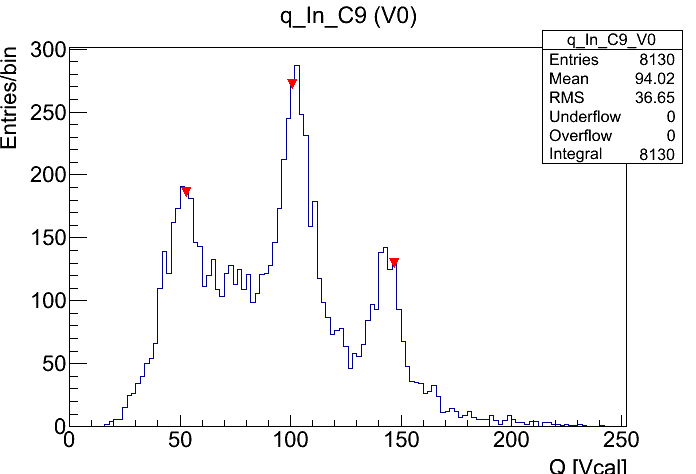 q_In_C9 (V0)
q_In_C9_V0
Entries 8130
Mean 94.02
RMS 36.65
Underflow 0
Overflow 0
Integral 8130
Entries/bin
300
250
200
150
100
50
0
0 50 100 150 200 250
Q [Vcal]